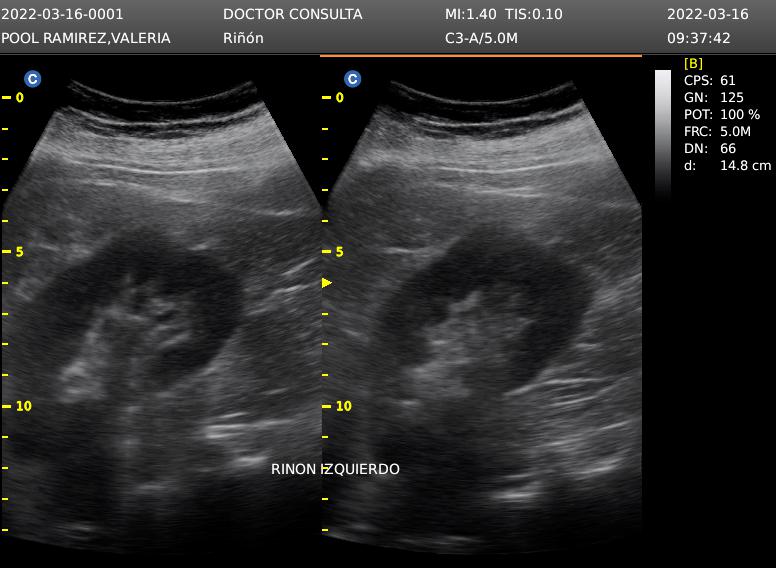 2022-03-16-0001 DOCTOR CONSULTA MI:1.40 TIS:0.10 2022-03-16
POOL RAMIREZ,VALERIA Riñón C3-A/5.0M 09:37:42
[B]
CPS: 61
GN: 125
POT: 100 %
FRC: 5.0M
DN: 66
d: 14.8 cm
C C
0 0
5 5
10 10
RINON IZQUIERDO